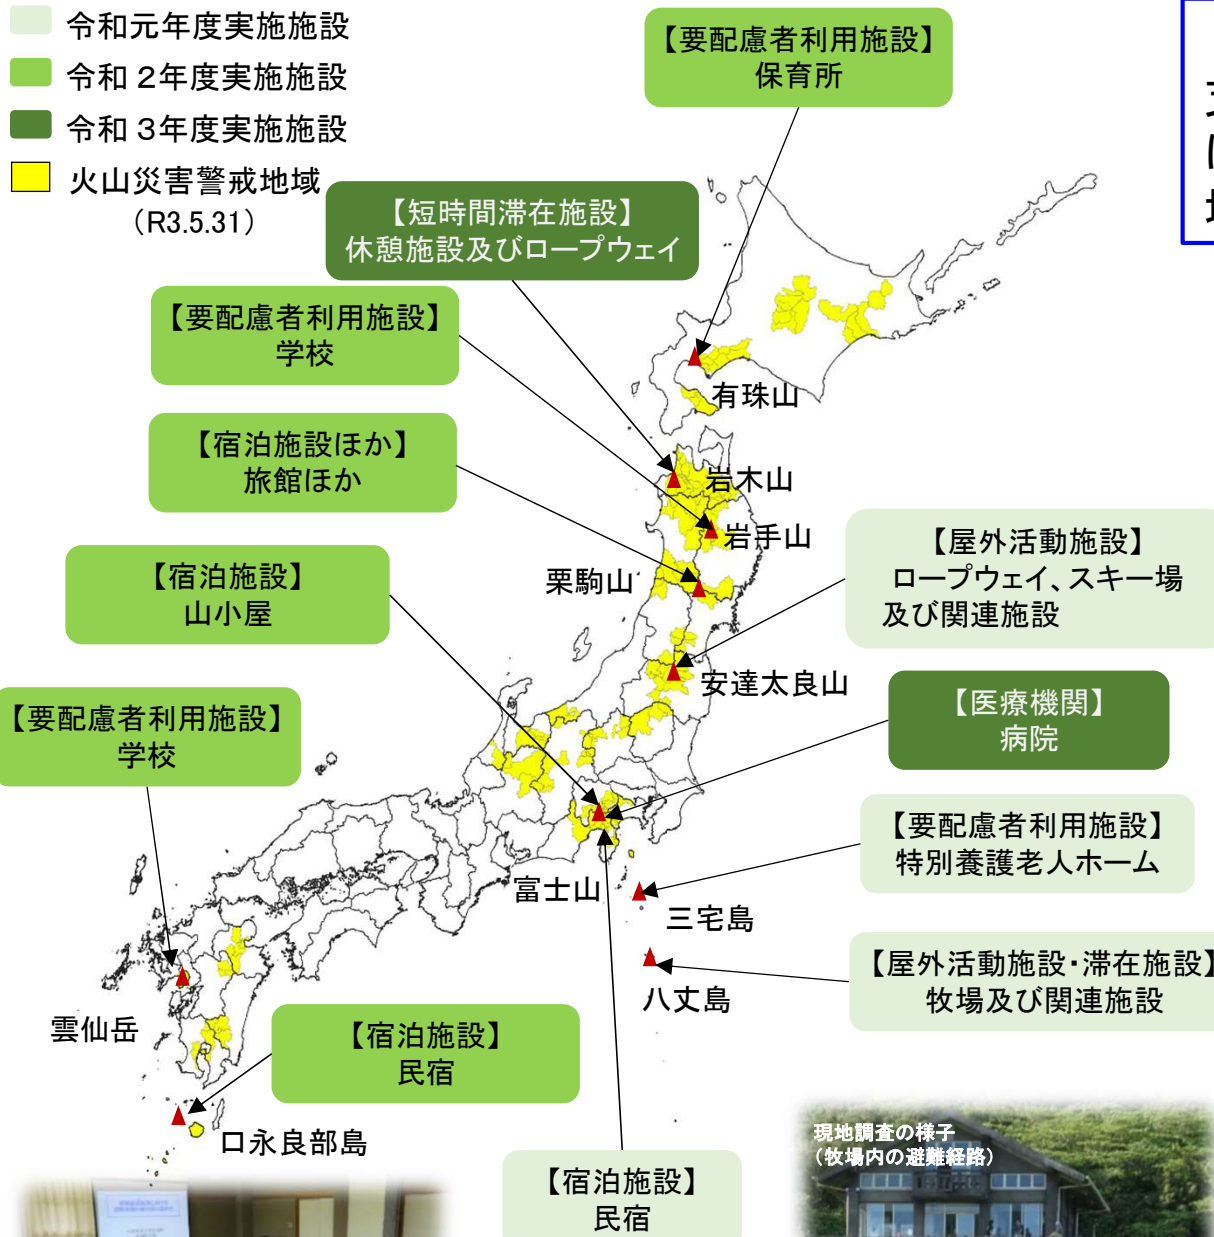 令和元年度実施施設
令和２年度実施施設
令和３年度実施施設
火山災害警戒地域
（R3.5.31）
【要配慮者利用施設】
保育所
【短時間滞在施設】
休憩施設及びロープウェイ
【要配慮者利用施設】
学校
有珠山
【宿泊施設ほか】
旅館ほか
岩木山
岩手山
【屋外活動施設】
ロープウェイ、スキー場
及び関連施設
栗駒山
【宿泊施設】
山小屋
安達太良山
【医療機関】
病院
【要配慮者利用施設】
学校
【要配慮者利用施設】
特別養護老人ホーム
富士山
三宅島
【屋外活動施設・滞在施設】
牧場及び関連施設
八丈島
雲仙岳
【宿泊施設】
民宿
口永良部島
現地調査の様子
（牧場内の避難経路）
【宿泊施設】
民宿